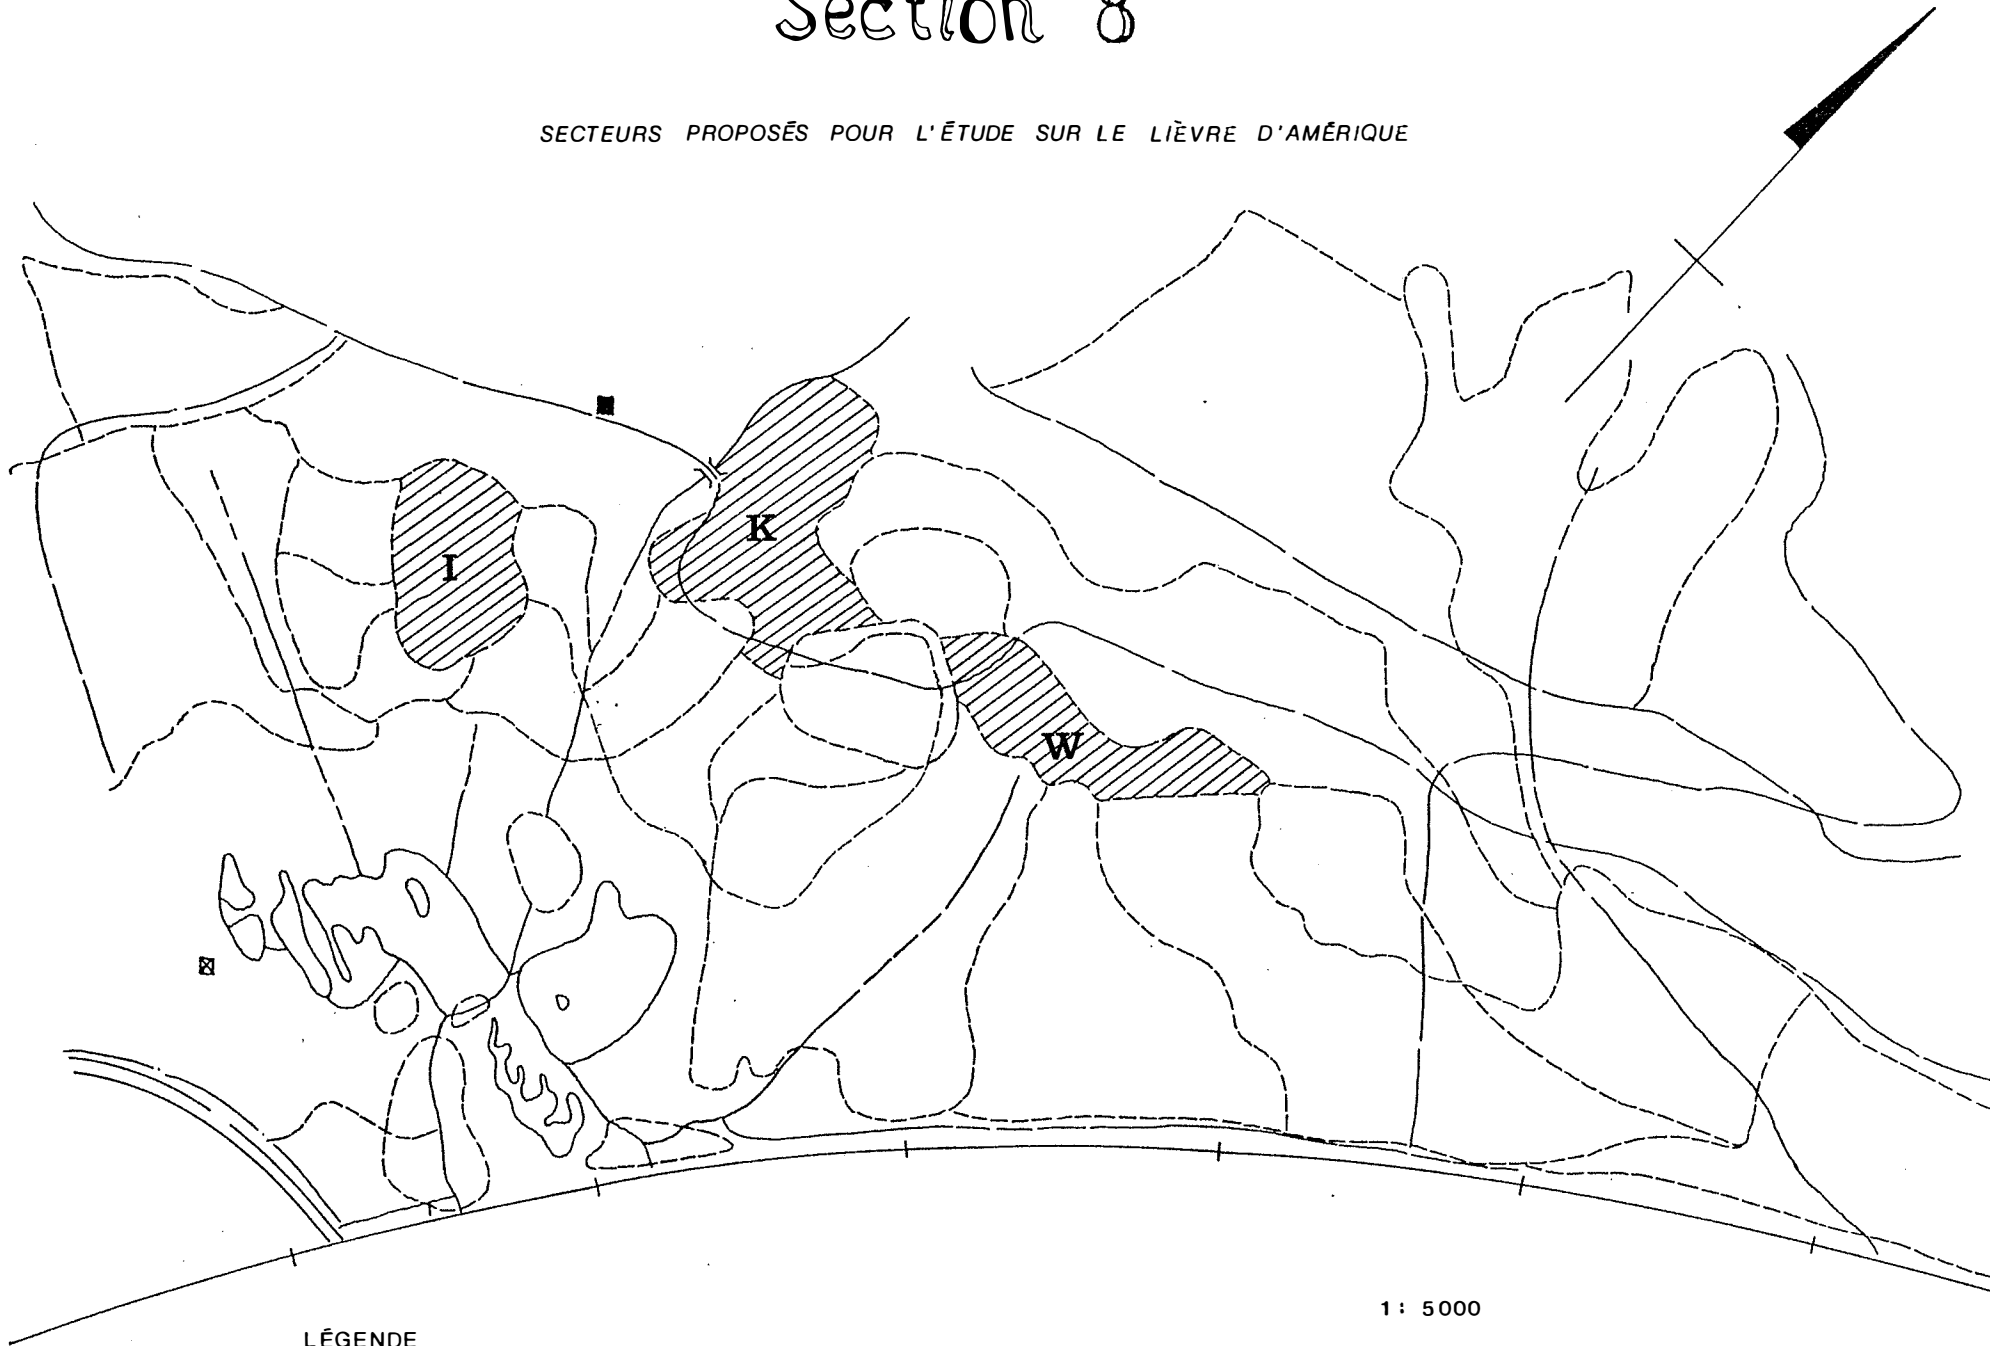 Section 8
SECTEURS PROPOSÉS POUR L'ÉTUDE SUR LE LIÈVRE D'AMÉRIQUE
K
I
W
1: 5000
LÉGENDE